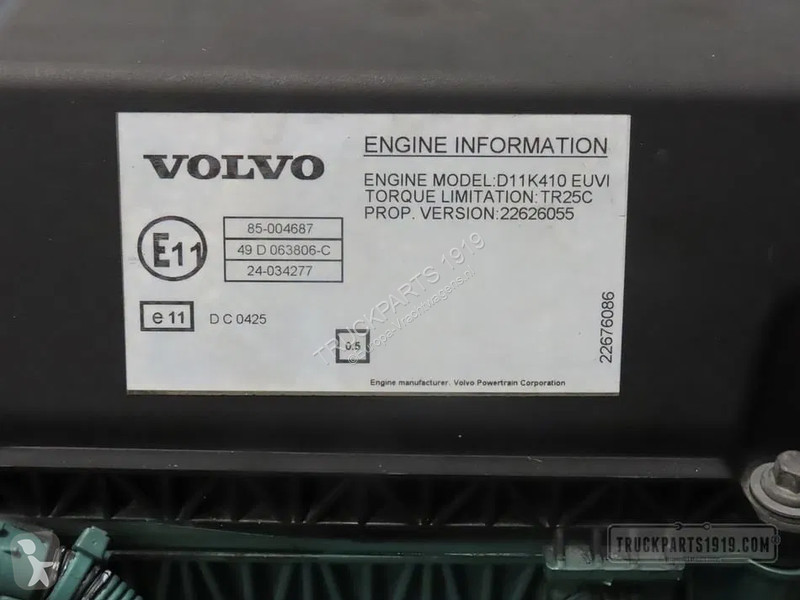 VOLVO
ENGINE INFORMATION
ENGINE MODEL:D11K410 EUVI
TORQUE LIMITATION:TR25C
PROP. VERSION:22626055
E11
85-004687
49 D 063806-C
24-034277
e 11
D C 0425
0.5
22676086
Engine manufacturer. Volvo Powertrain Corporation
TRUCKPARTS 1919
TRUCKPARTS1919.COM